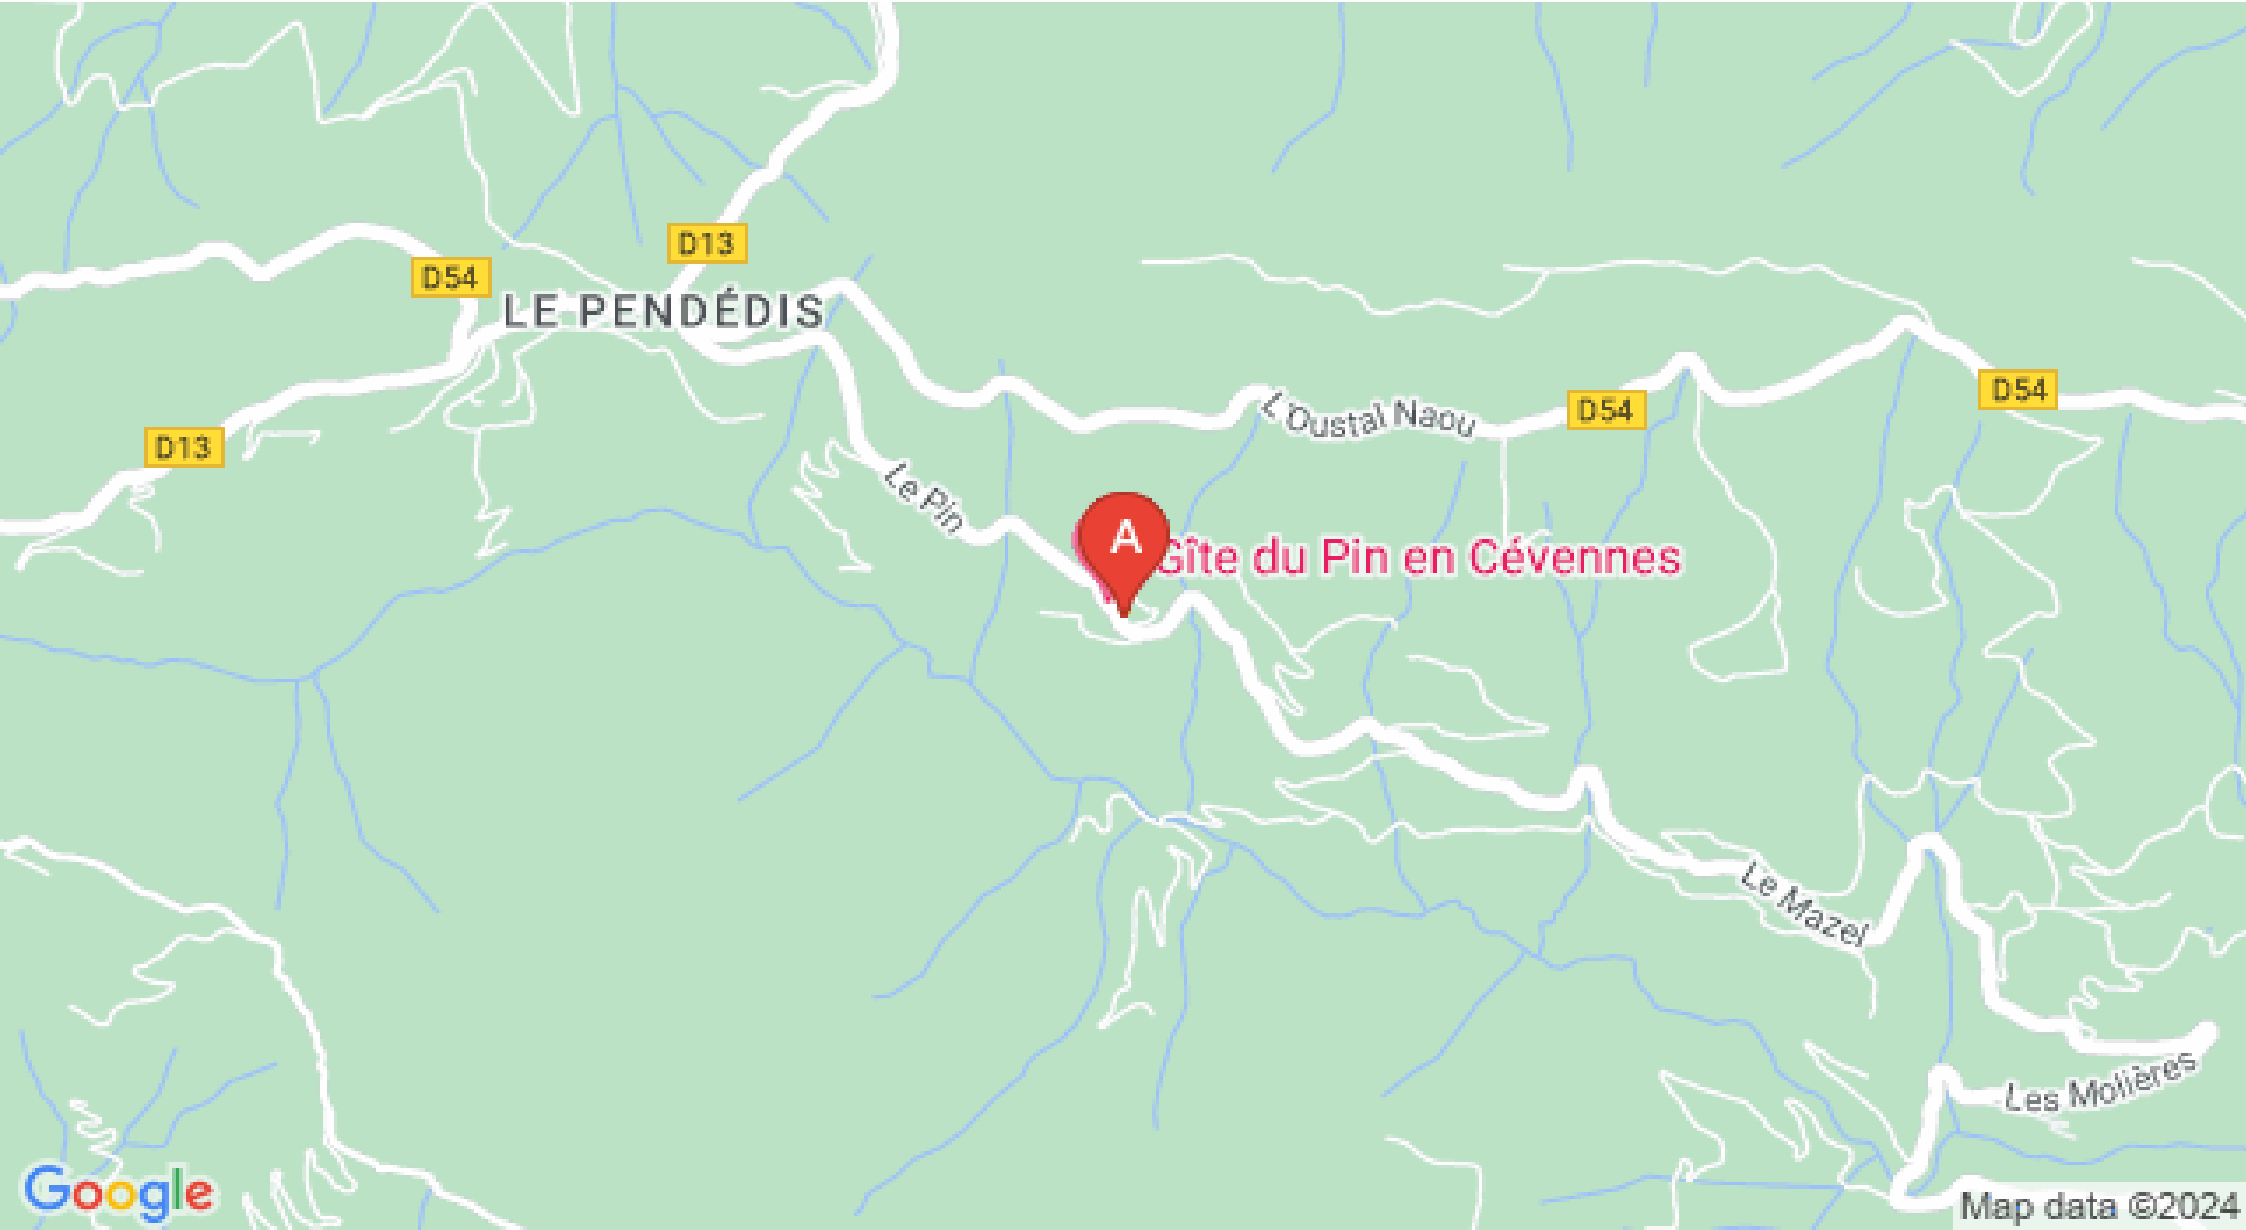 D13
D54
LE PENDÉDIS
D54
D54
L'Oustal Naou
D13
Le Pin
A
Gîte du Pin en Cévennes
Le Mazel
Les Molières
Google
Map data ©2024